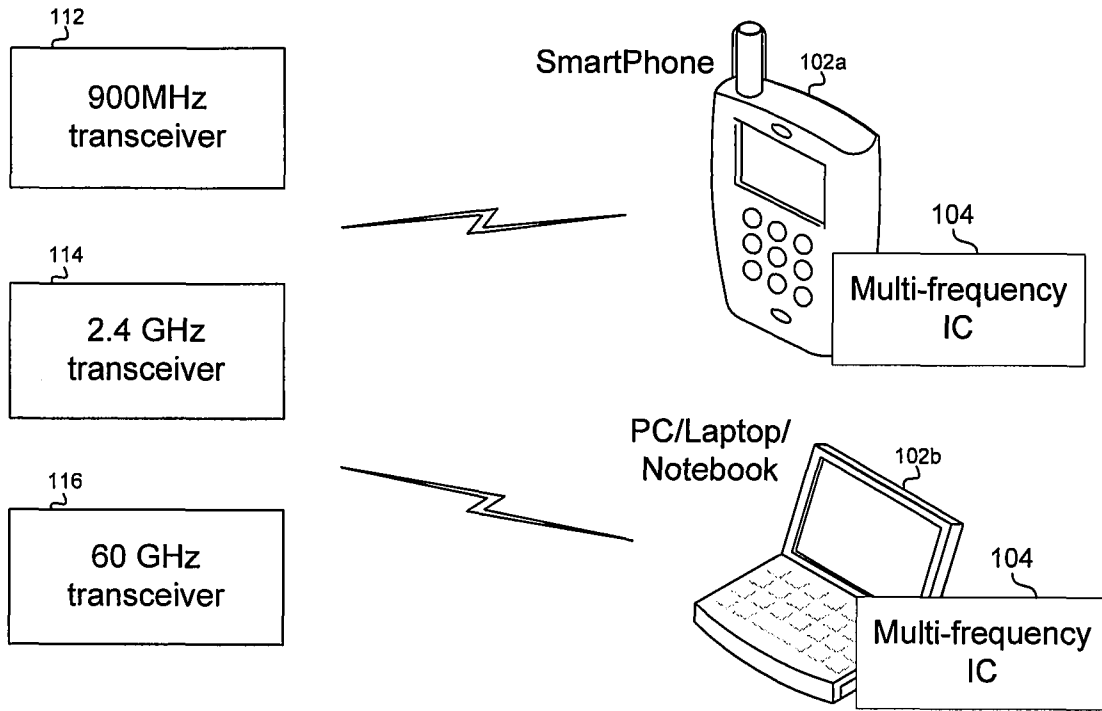 112
900MHz
transceiver
114
2.4 GHz
transceiver
116
60 GHz
transceiver
SmartPhone
102a
104
Multi-frequency
IC
PC/Laptop/
Notebook
102b
104
Multi-frequency
IC